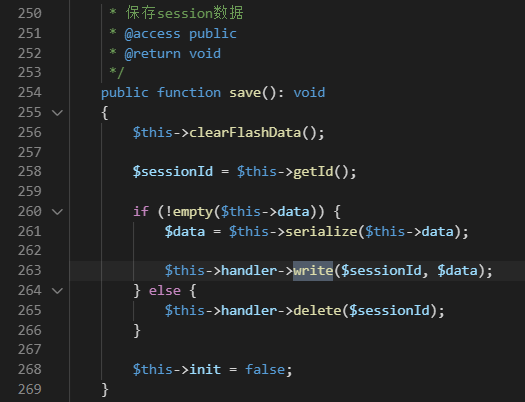 250 * 保存session数据
251 * @access public
252 * @return void
253 */
254 public function save(): void
255 {
256 $this->clearFlashData();
257
258 $sessionId = $this->getId();
259
260 if (!empty($this->data)) {
261 $data = $this->serialize($this->data);
262
263 $this->handler->write($sessionId, $data);
264 } else {
265 $this->handler->delete($sessionId);
266 }
267
268 $this->init = false;
269 }